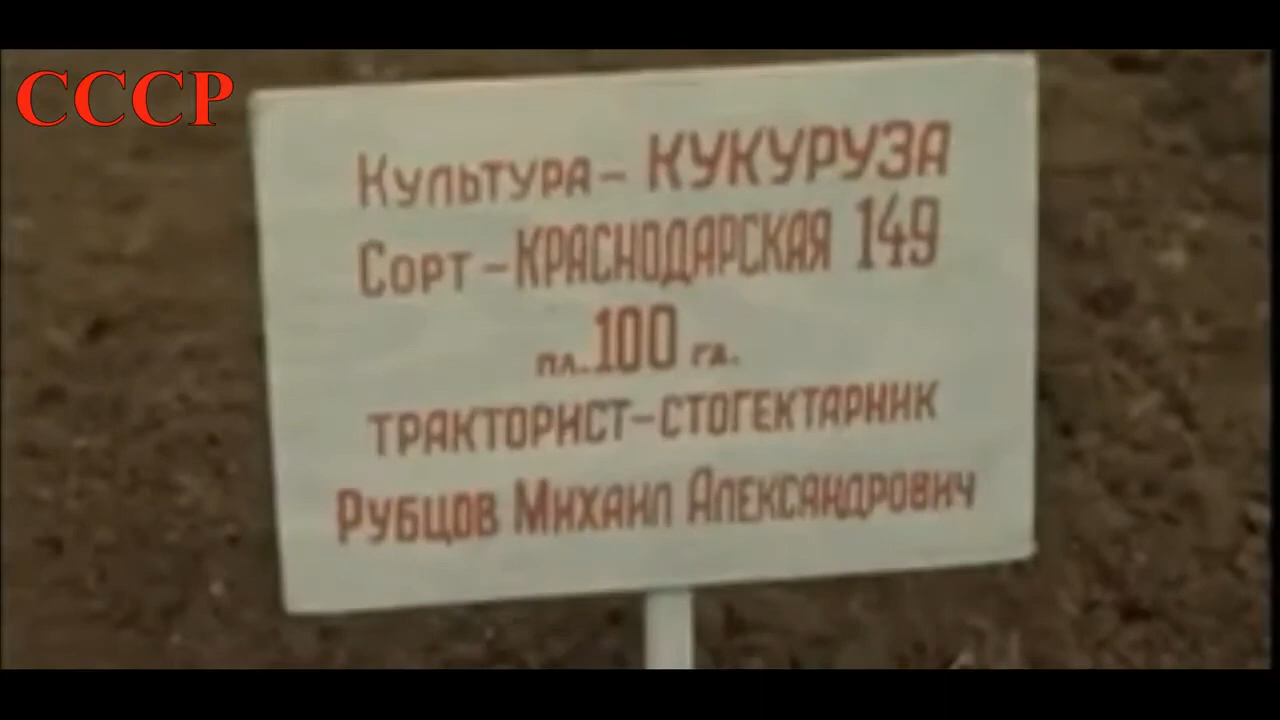 СССР
Культура – КУКУРУЗА
Сорт – КРАСНОДАРСКАЯ 149
пл. 100 га.
ТРАКТОРИСТ-СТОГЕКТАРНИК
Рубцов Михаил Александрович